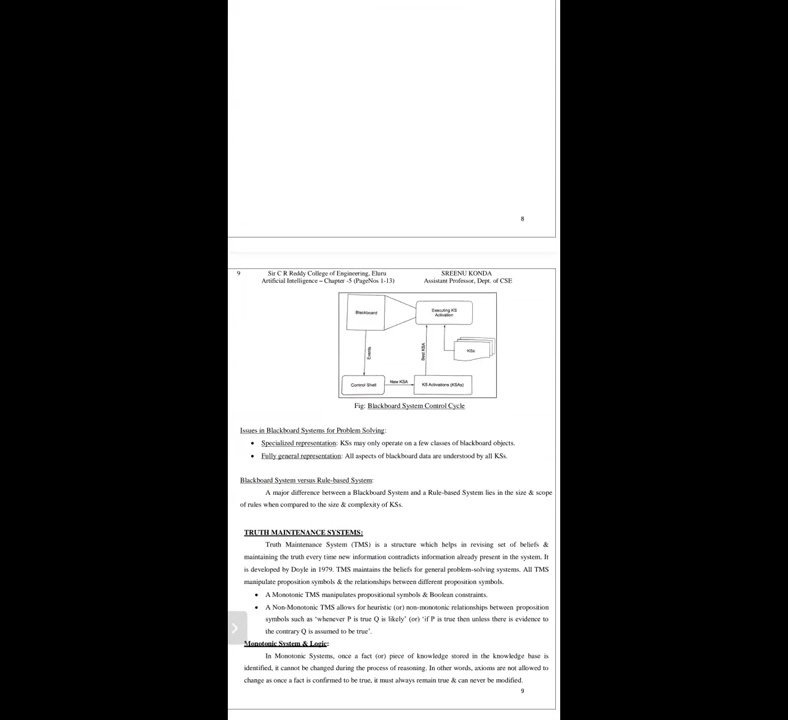 8
9
Sir C R Reddy College of Engineering, Eluru
SREENU KONDA
Artificial Intelligence – Chapter -5 (PageNos 1-13)
Assistant Professor, Dept. of CSE
Blackboard
Executing KS
Activation
Events
Best KSA
KSs
Control Shell
New KSA
KS Activations (KSAs)
Fig: Blackboard System Control Cycle
Issues in Blackboard Systems for Problem Solving:
• Specialized representation: KSs may only operate on a few classes of blackboard objects.
• Fully general representation: All aspects of blackboard data are understood by all KSs.
Blackboard System versus Rule-based System:
A major difference between a Blackboard System and a Rule-based System lies in the size & scope
of rules when compared to the size & complexity of KSs.
TRUTH MAINTENANCE SYSTEMS:
Truth Maintenance System (TMS) is a structure which helps in revising set of beliefs &
maintaining the truth every time new information contradicts information already present in the system. It
is developed by Doyle in 1979. TMS maintains the beliefs for general problem-solving systems. All TMS
manipulate proposition symbols & the relationships between different proposition symbols.
• A Monotonic TMS manipulates propositional symbols & Boolean constraints.
• A Non-Monotonic TMS allows for heuristic (or) non-monotonic relationships between proposition
symbols such as ‘whenever P is true Q is likely’ (or) ‘if P is true then unless there is evidence to
the contrary Q is assumed to be true’.
Monotonic System & Logic:
In Monotonic Systems, once a fact (or) piece of knowledge stored in the knowledge base is
identified, it cannot be changed during the process of reasoning. In other words, axioms are not allowed to
change as once a fact is confirmed to be true, it must always remain true & can never be modified.
9